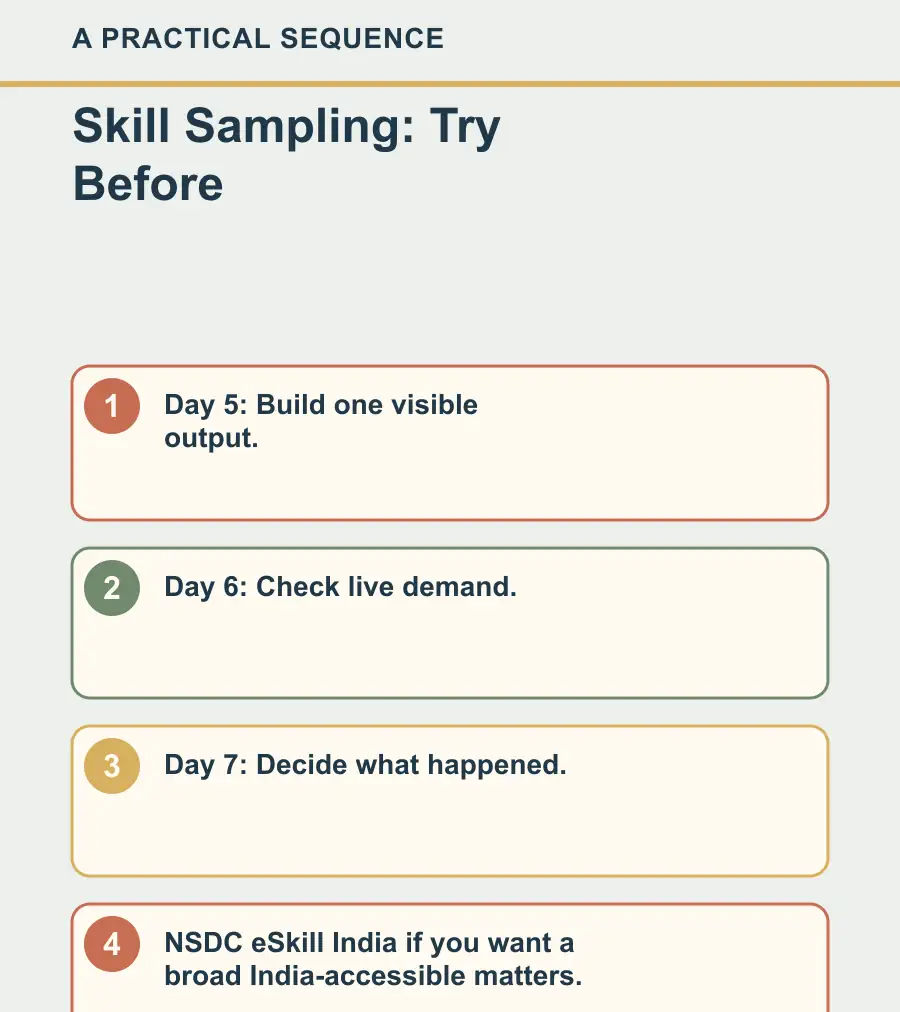 A PRACTICAL SEQUENCE
Skill Sampling: Try
Before
1
Day 5: Build one visible
output.
2
Day 6: Check live demand.
3
Day 7: Decide what happened.
4
NSDC eSkill India if you want a
broad India-accessible matters.